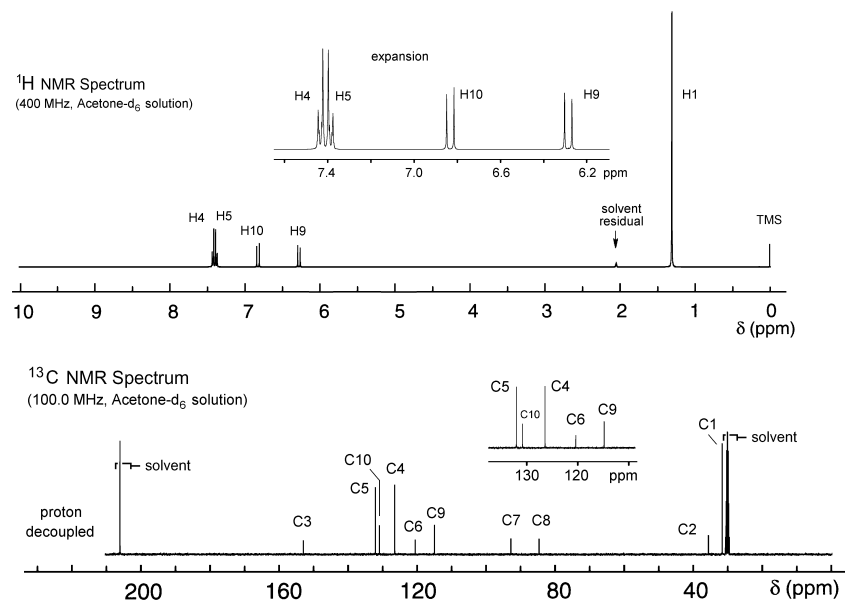 ¹H NMR Spectrum
(400 MHz, Acetone-d₆ solution)
expansion
H4 H5 H10 H9 H1
7.4 7.0 6.6 6.2 ppm
H4 H5 H10 H9
solvent
residual
TMS
10 9 8 7 6 5 4 3 2 1 0
δ (ppm)
¹³C NMR Spectrum
(100.0 MHz, Acetone-d₆ solution)
C5 C10 C4 C6 C9
130 120 ppm
solvent
proton
decoupled
C3 C5 C10 C4 C6 C9 C7 C8 C2 C1
solvent
200 160 120 80 40 δ (ppm)